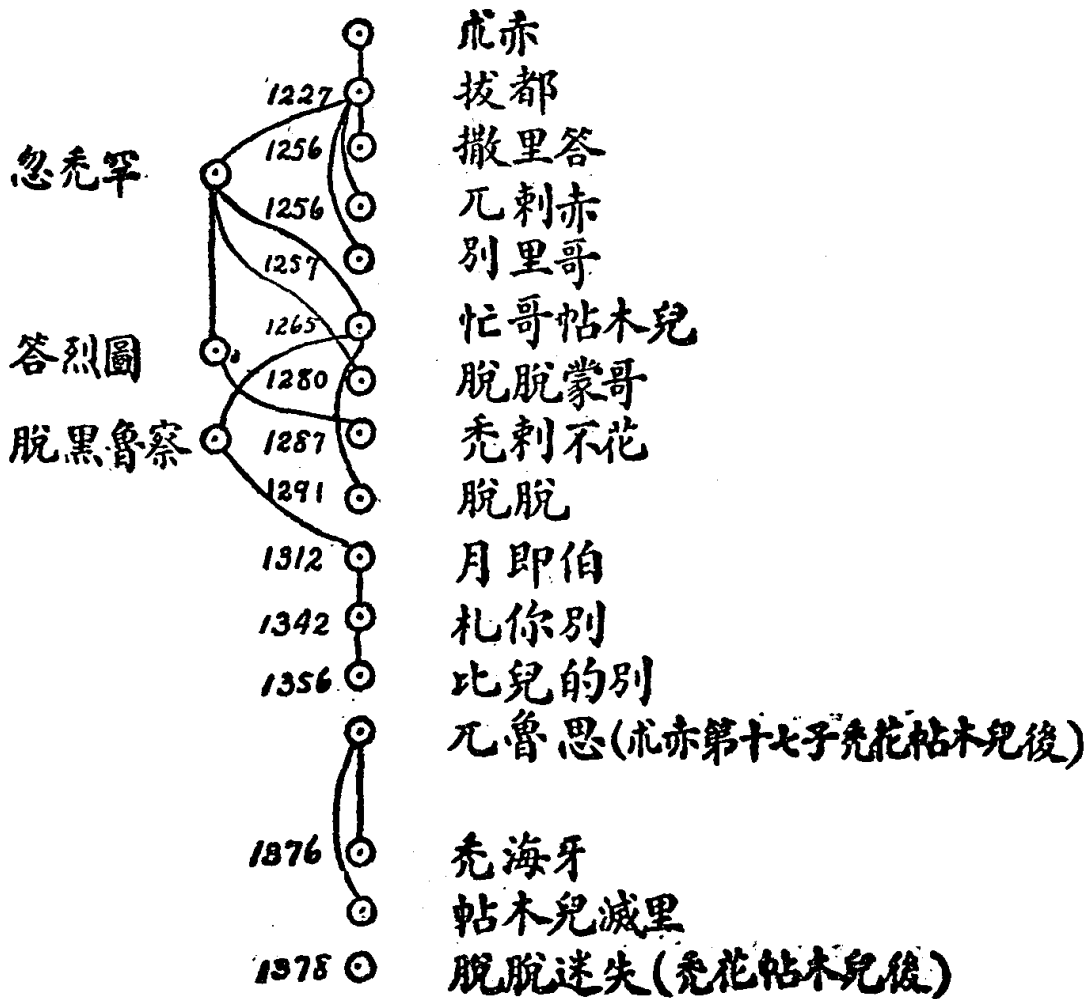 朮赤
1227 拔都
1256 撒里答
忽禿罕
1256 兀剌赤
1257 別里哥
1265 忙哥帖木兒
答烈圖
1280 脫脫蒙哥
脫黑魯察 1287 禿剌不花
1291 脫脫
1312 月即伯
1342 札你別
1356 比兒的別
兀魯思(朮赤第十七子禿花帖木兒後)
1376 禿海牙
帖木兒滅里
1378 脫脫迷失(禿花帖木兒後)